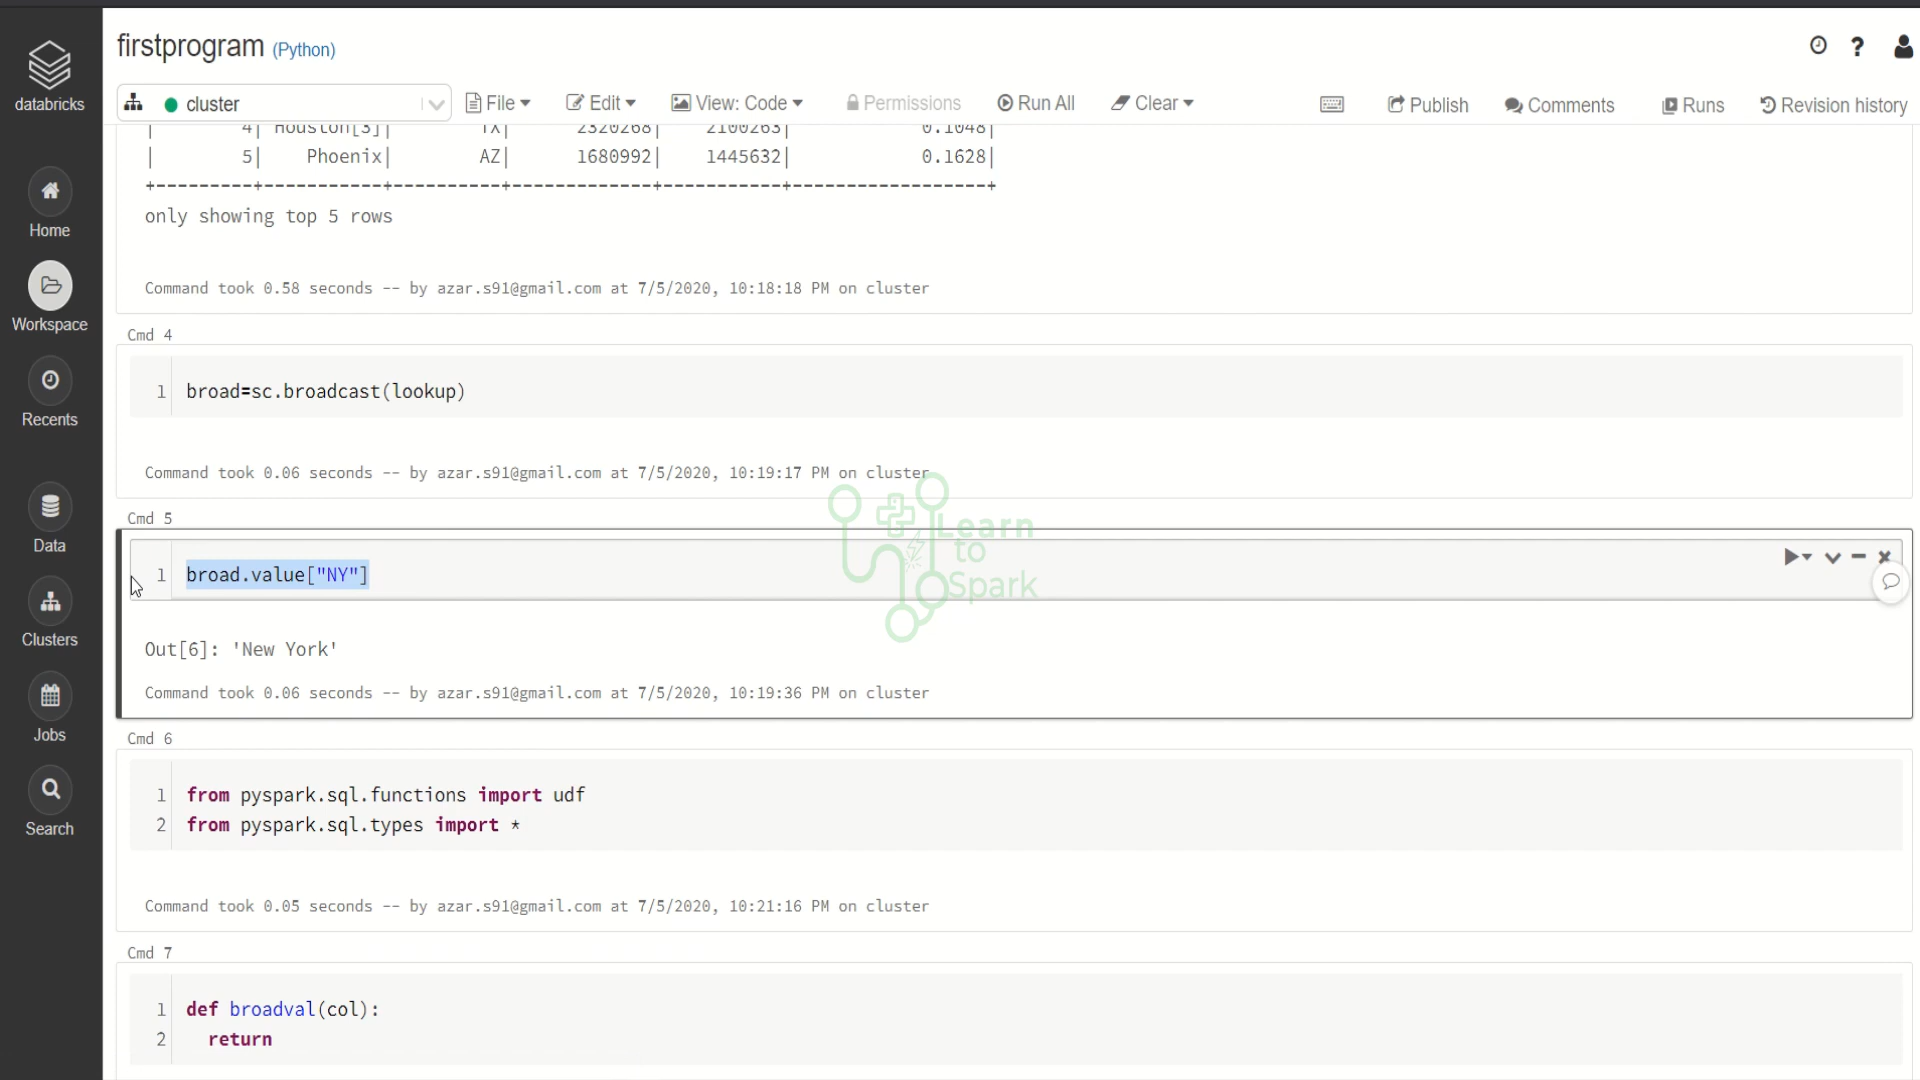 firstprogram (Python)
databricks
cluster
File
Edit
View: Code
Permissions
Run All
Clear
Publish
Comments
Runs
Revision history
Home
Workspace
Recents
Data
Clusters
Jobs
Search
| 4| Houston[3]| TX| 2320268| 2100263| 0.1048|
| 5| Phoenix| AZ| 1680992| 1445632| 0.1628|
+----------+------------+----------+-------------+-----------+------------------+
only showing top 5 rows
Command took 0.58 seconds -- by azar.s91@gmail.com at 7/5/2020, 10:18:18 PM on cluster
Cmd 4
1 broad=sc.broadcast(lookup)
Command took 0.06 seconds -- by azar.s91@gmail.com at 7/5/2020, 10:19:17 PM on cluster
Cmd 5
1 broad.value["NY"]
Learn
to
Spark
Out[6]: 'New York'
Command took 0.06 seconds -- by azar.s91@gmail.com at 7/5/2020, 10:19:36 PM on cluster
Cmd 6
1 from pyspark.sql.functions import udf
2 from pyspark.sql.types import *
Command took 0.05 seconds -- by azar.s91@gmail.com at 7/5/2020, 10:21:16 PM on cluster
Cmd 7
1 def broadval(col):
2 return